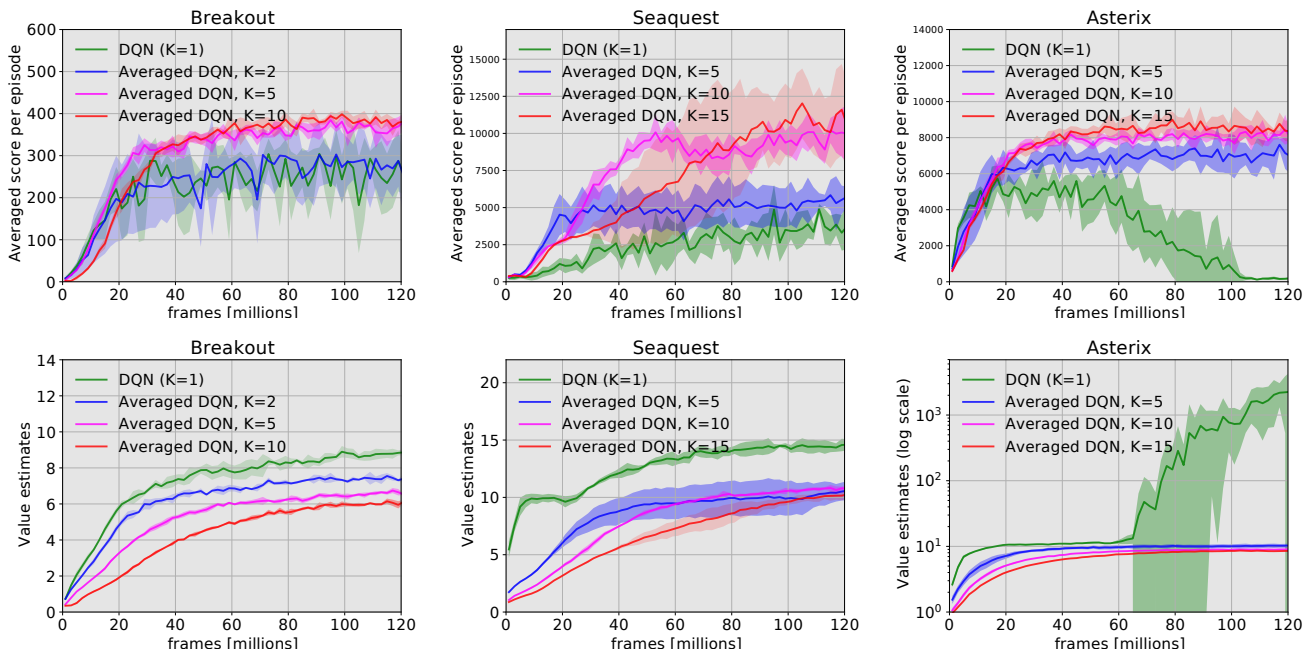 Breakout
Averaged score per episode
600
500
400
300
200
100
0
DQN (K=1)
Averaged DQN, K=2
Averaged DQN, K=5
Averaged DQN, K=10
0 20 40 60 80 100 120
frames [millions]
Seaquest
Averaged score per episode
15000
12500
10000
7500
5000
2500
0
DQN (K=1)
Averaged DQN, K=5
Averaged DQN, K=10
Averaged DQN, K=15
0 20 40 60 80 100 120
frames [millions]
Asterix
Averaged score per episode
14000
12000
10000
8000
6000
4000
2000
0
DQN (K=1)
Averaged DQN, K=5
Averaged DQN, K=10
Averaged DQN, K=15
0 20 40 60 80 100 120
frames [millions]
Breakout
Value estimates
14
12
10
8
6
4
2
0
DQN (K=1)
Averaged DQN, K=2
Averaged DQN, K=5
Averaged DQN, K=10
0 20 40 60 80 100 120
frames [millions]
Seaquest
Value estimates
20
15
10
5
0
DQN (K=1)
Averaged DQN, K=5
Averaged DQN, K=10
Averaged DQN, K=15
0 20 40 60 80 100 120
frames [millions]
Asterix
Value estimates (log scale)
10³
10²
10¹
10⁰
DQN (K=1)
Averaged DQN, K=5
Averaged DQN, K=10
Averaged DQN, K=15
0 20 40 60 80 100 120
frames [millions]